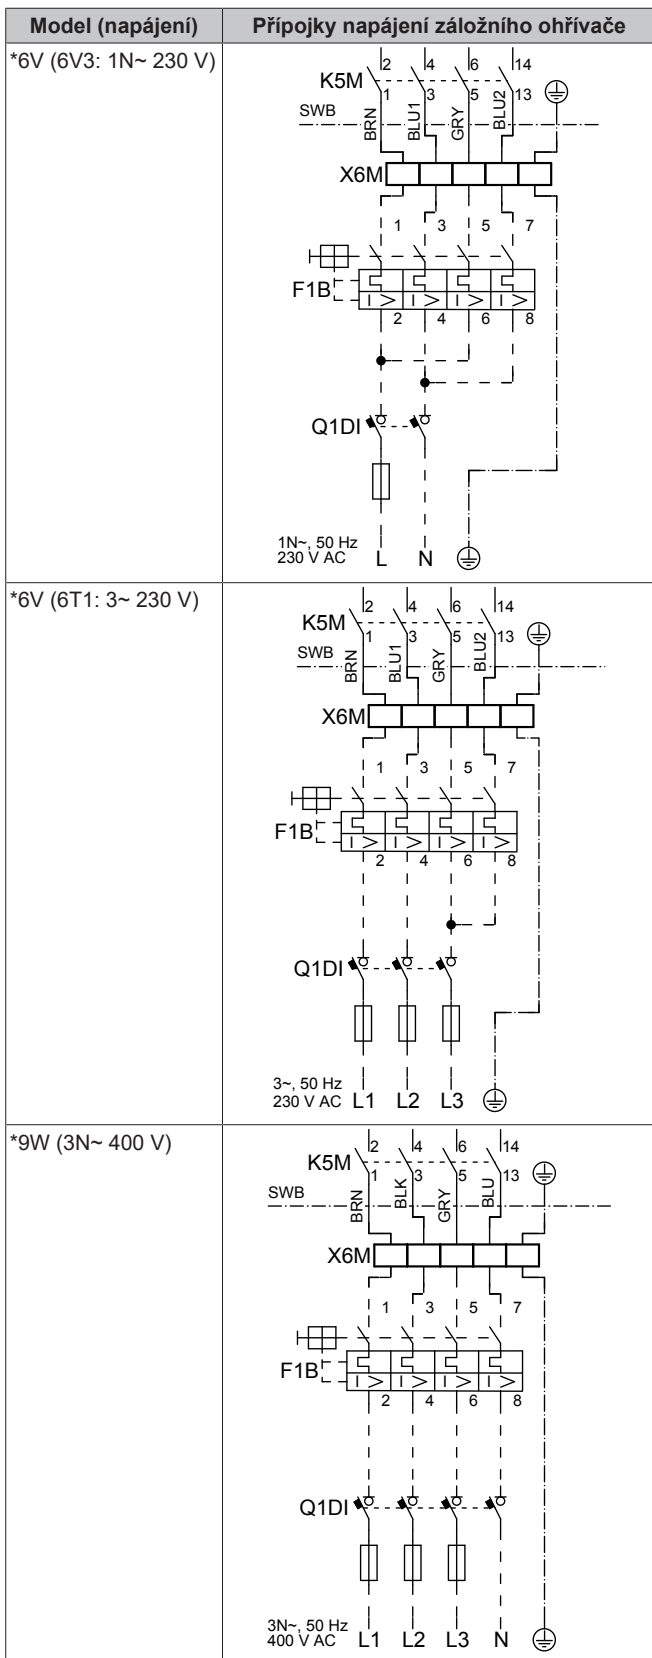 Model (napájení) Přípojky napájení záložního ohřívače
*6V (6V3: 1N~ 230 V)
2 4 6 14
K5M
1 3 5 13
SWB
BRN BLU1 GRY BLU2
X6M
1 3 5 7
F1B
I > I > I > I >
2 4 6 8
Q1DI
1N~, 50 Hz
230 V AC L N
*6V (6T1: 3~ 230 V)
2 4 6 14
K5M
1 3 5 13
SWB
BRN BLU1 GRY BLU2
X6M
1 3 5 7
F1B
I > I > I > I >
2 4 6 8
Q1DI
3~, 50 Hz
230 V AC L1 L2 L3
*9W (3N~ 400 V)
2 4 6 14
K5M
1 3 5 13
SWB
BRN BLK GRY BLU
X6M
1 3 5 7
F1B
I > I > I > I >
2 4 6 8
Q1DI
3N~, 50 Hz
400 V AC L1 L2 L3 N